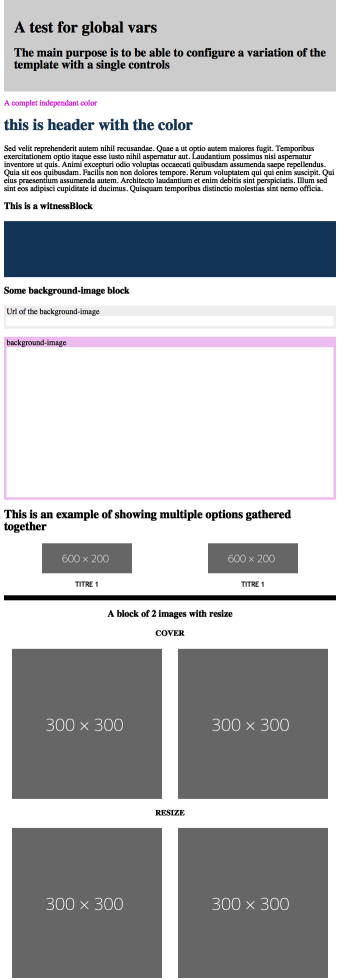 A test for global vars
The main purpose is to be able to configure a variation of the
template with a single controls
A complet independant color
this is header with the color
Sed velit reprehenderit autem nihil recusandae. Quae a ut optio autem maiores fugit. Temporibus
exercitationem optio itaque esse iusto nihil aspernatur aut. Laudantium possimus nisi aspernatur
inventore ut quis. Animi excepturi odio voluptas occaecati quibusdam assumenda saepe repellendus.
Quia sit eos quibusdam. Facilis non non dolores tempore. Rerum voluptatem qui qui enim suscipit. Qui
eius praesentium assumenda autem. Architecto laudantium et enim debitis sint perspiciatis. Illum sed
sint eos adipisci cupiditate id ducimus. Quisquam temporibus distinctio molestias sint nemo officia.
This is a witnessBlock
Some background-image block
Url of the background-image
background-image
This is an example of showing multiple options gathered
together
600 × 200 600 × 200
TITRE 1 TITRE 1
A block of 2 images with resize
COVER
300 × 300 300 × 300
RESIZE
300 × 300 300 × 300